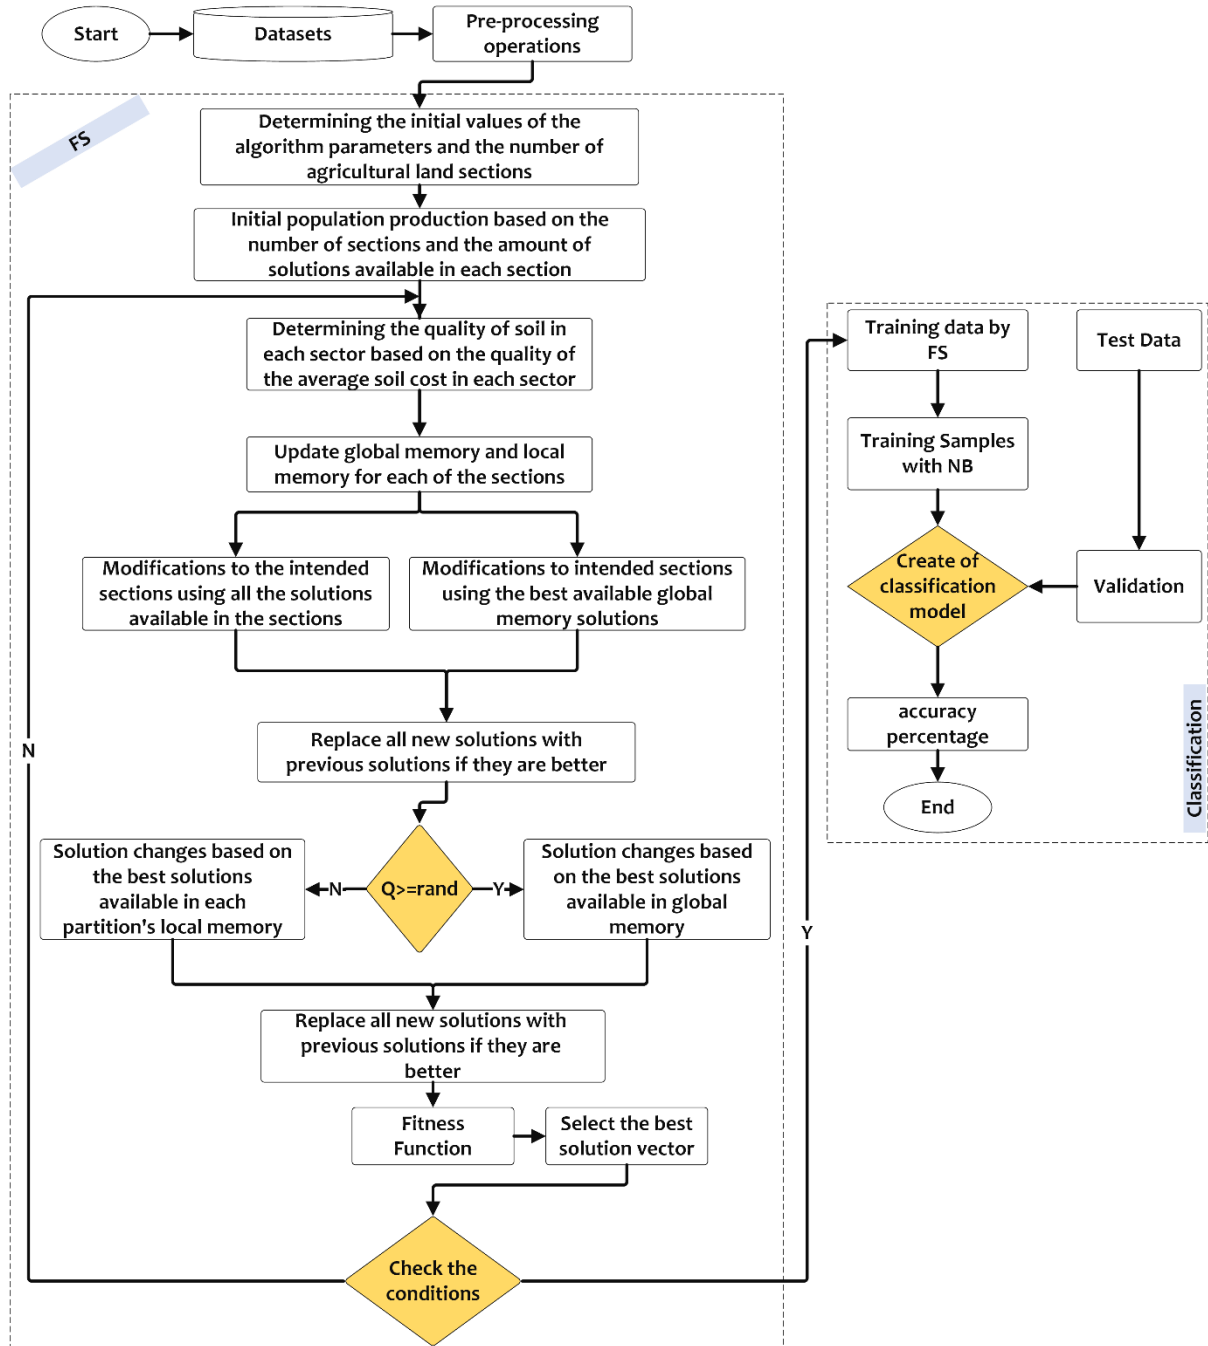 Start
Datasets
Pre-processing
operations
FS
Determining the initial values of the
algorithm parameters and the number of
agricultural land sections
Initial population production based on the
number of sections and the amount of
solutions available in each section
Determining the quality of soil in
each sector based on the quality of
the average soil cost in each sector
Update global memory and local
memory for each of the sections
Modifications to the intended
sections using all the solutions
available in the sections
Modifications to intended sections
using the best available global
memory solutions
Replace all new solutions with
previous solutions if they are better
N
Q>=rand
N
Y
Solution changes based on
the best solutions
available in each
partition's local memory
Solution changes based
on the best solutions
available in global
memory
Replace all new solutions with
previous solutions if they are
better
Fitness
Function
Select the best
solution vector
Check the
conditions
Y
Training data by
FS
Test Data
Training Samples
with NB
Create of
classification
model
Validation
accuracy
percentage
End
Classification